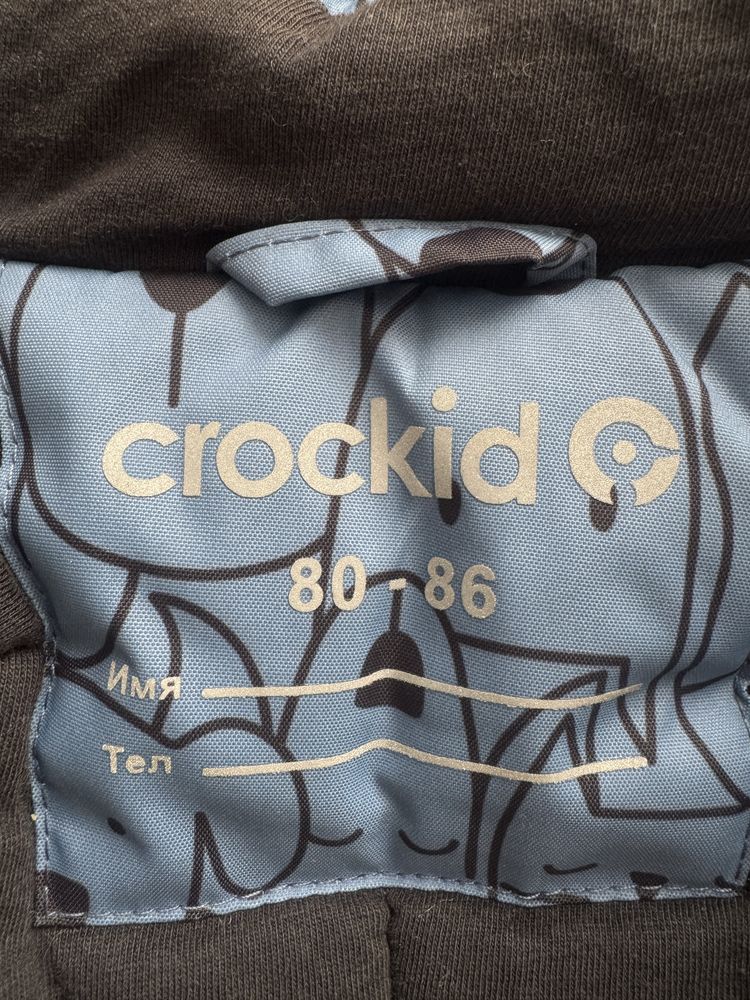 crockid
80 - 86
Имя
Тел